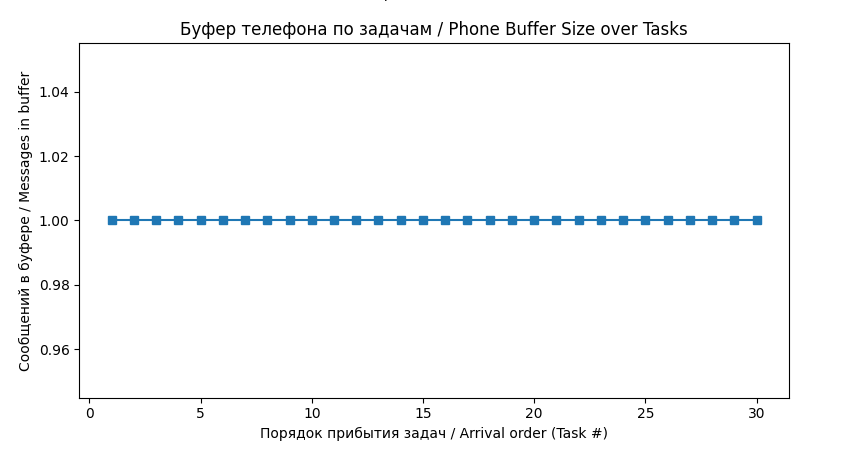 Буфер телефона по задачам / Phone Buffer Size over Tasks
Сообщений в буфере / Messages in buffer
1.04
1.02
1.00
0.98
0.96
0 5 10 15 20 25 30
Порядок прибытия задач / Arrival order (Task #)